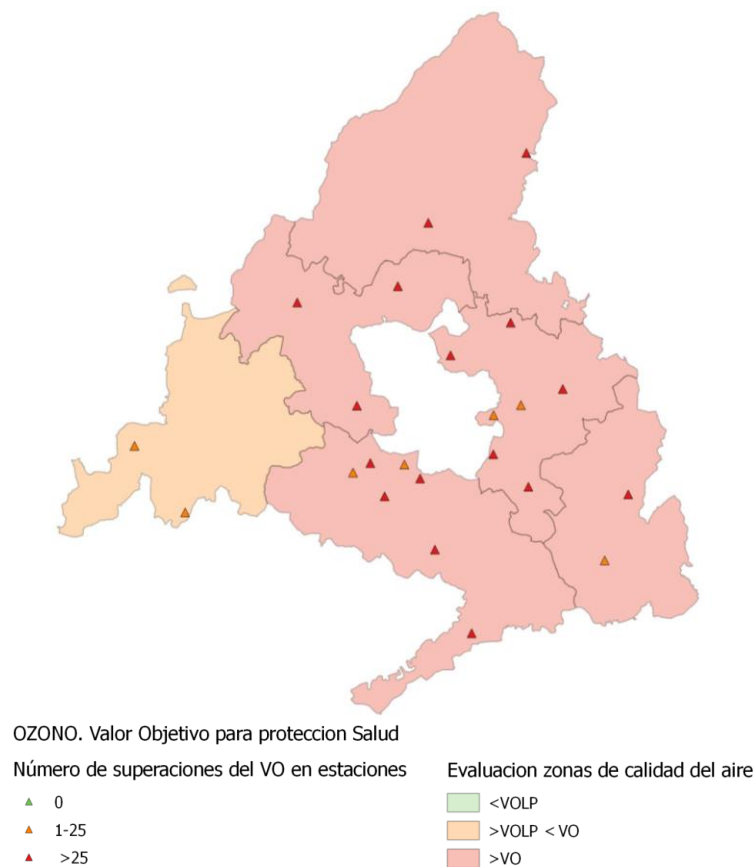 OZONO. Valor Objetivo para proteccion Salud
Número de superaciones del VO en estaciones
0
1-25
>25
Evaluacion zonas de calidad del aire
<VOLP
>VOLP < VO
>VO